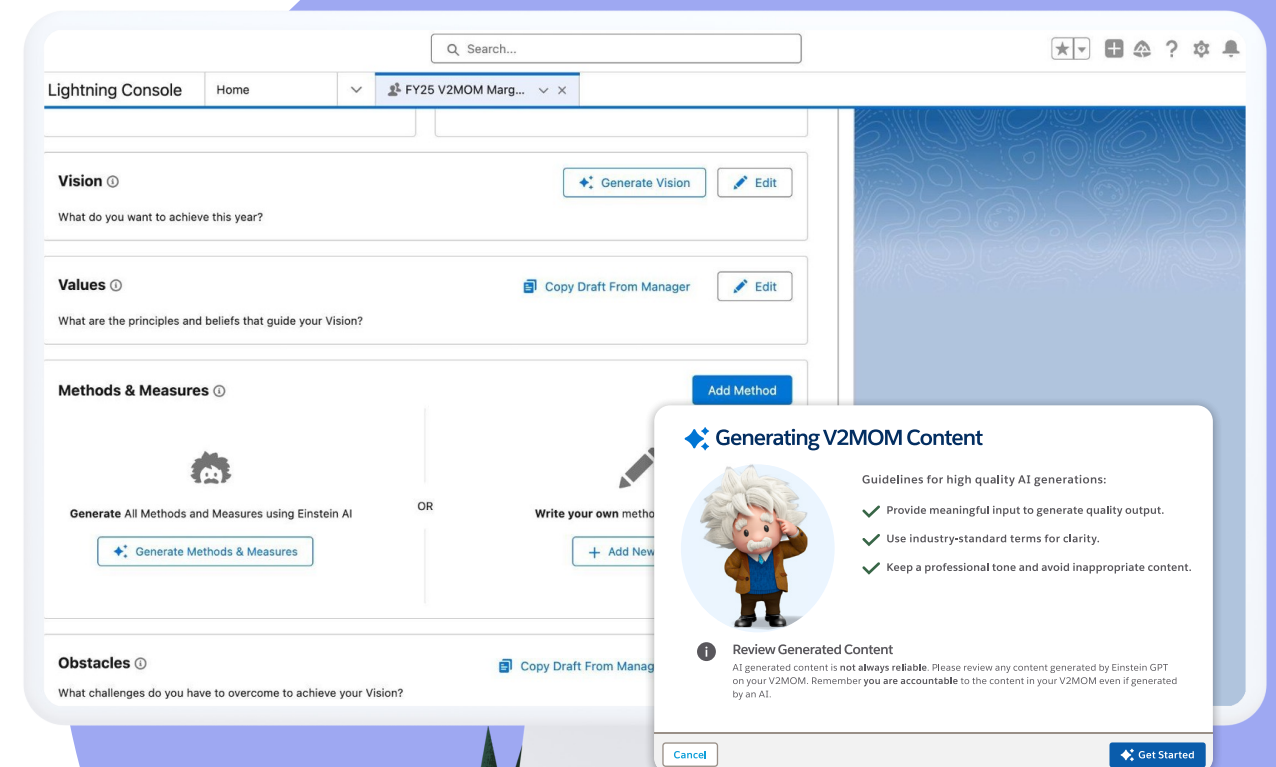 Search...
Lightning Console
Home
FY25 V2MOM Marg...
Vision
Generate Vision
Edit
What do you want to achieve this year?
Values
Copy Draft From Manager
Edit
What are the principles and beliefs that guide your Vision?
Methods & Measures
Add Method
Generate All Methods and Measures using Einstein AI
Generate Methods & Measures
OR
Write your own metho
Add New
Obstacles
Copy Draft From Manag
What challenges do you have to overcome to achieve your Vision?
Generating V2MOM Content
Guidelines for high quality AI generations:
Provide meaningful input to generate quality output.
Use industry-standard terms for clarity.
Keep a professional tone and avoid inappropriate content.
Review Generated Content
AI generated content is not always reliable. Please review any content generated by Einstein GPT
on your V2MOM. Remember you are accountable to the content in your V2MOM even if generated
by an AI.
Cancel
Get Started